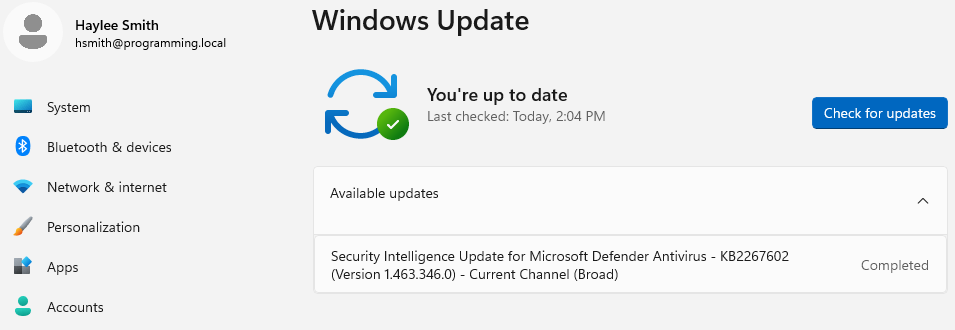 Haylee Smith
hsmith@programming.local
System
Bluetooth & devices
Network & internet
Personalization
Apps
Accounts
Windows Update
You're up to date
Last checked: Today, 2:04 PM
Check for updates
Available updates
Security Intelligence Update for Microsoft Defender Antivirus - KB2267602
(Version 1.463.346.0) - Current Channel (Broad)
Completed